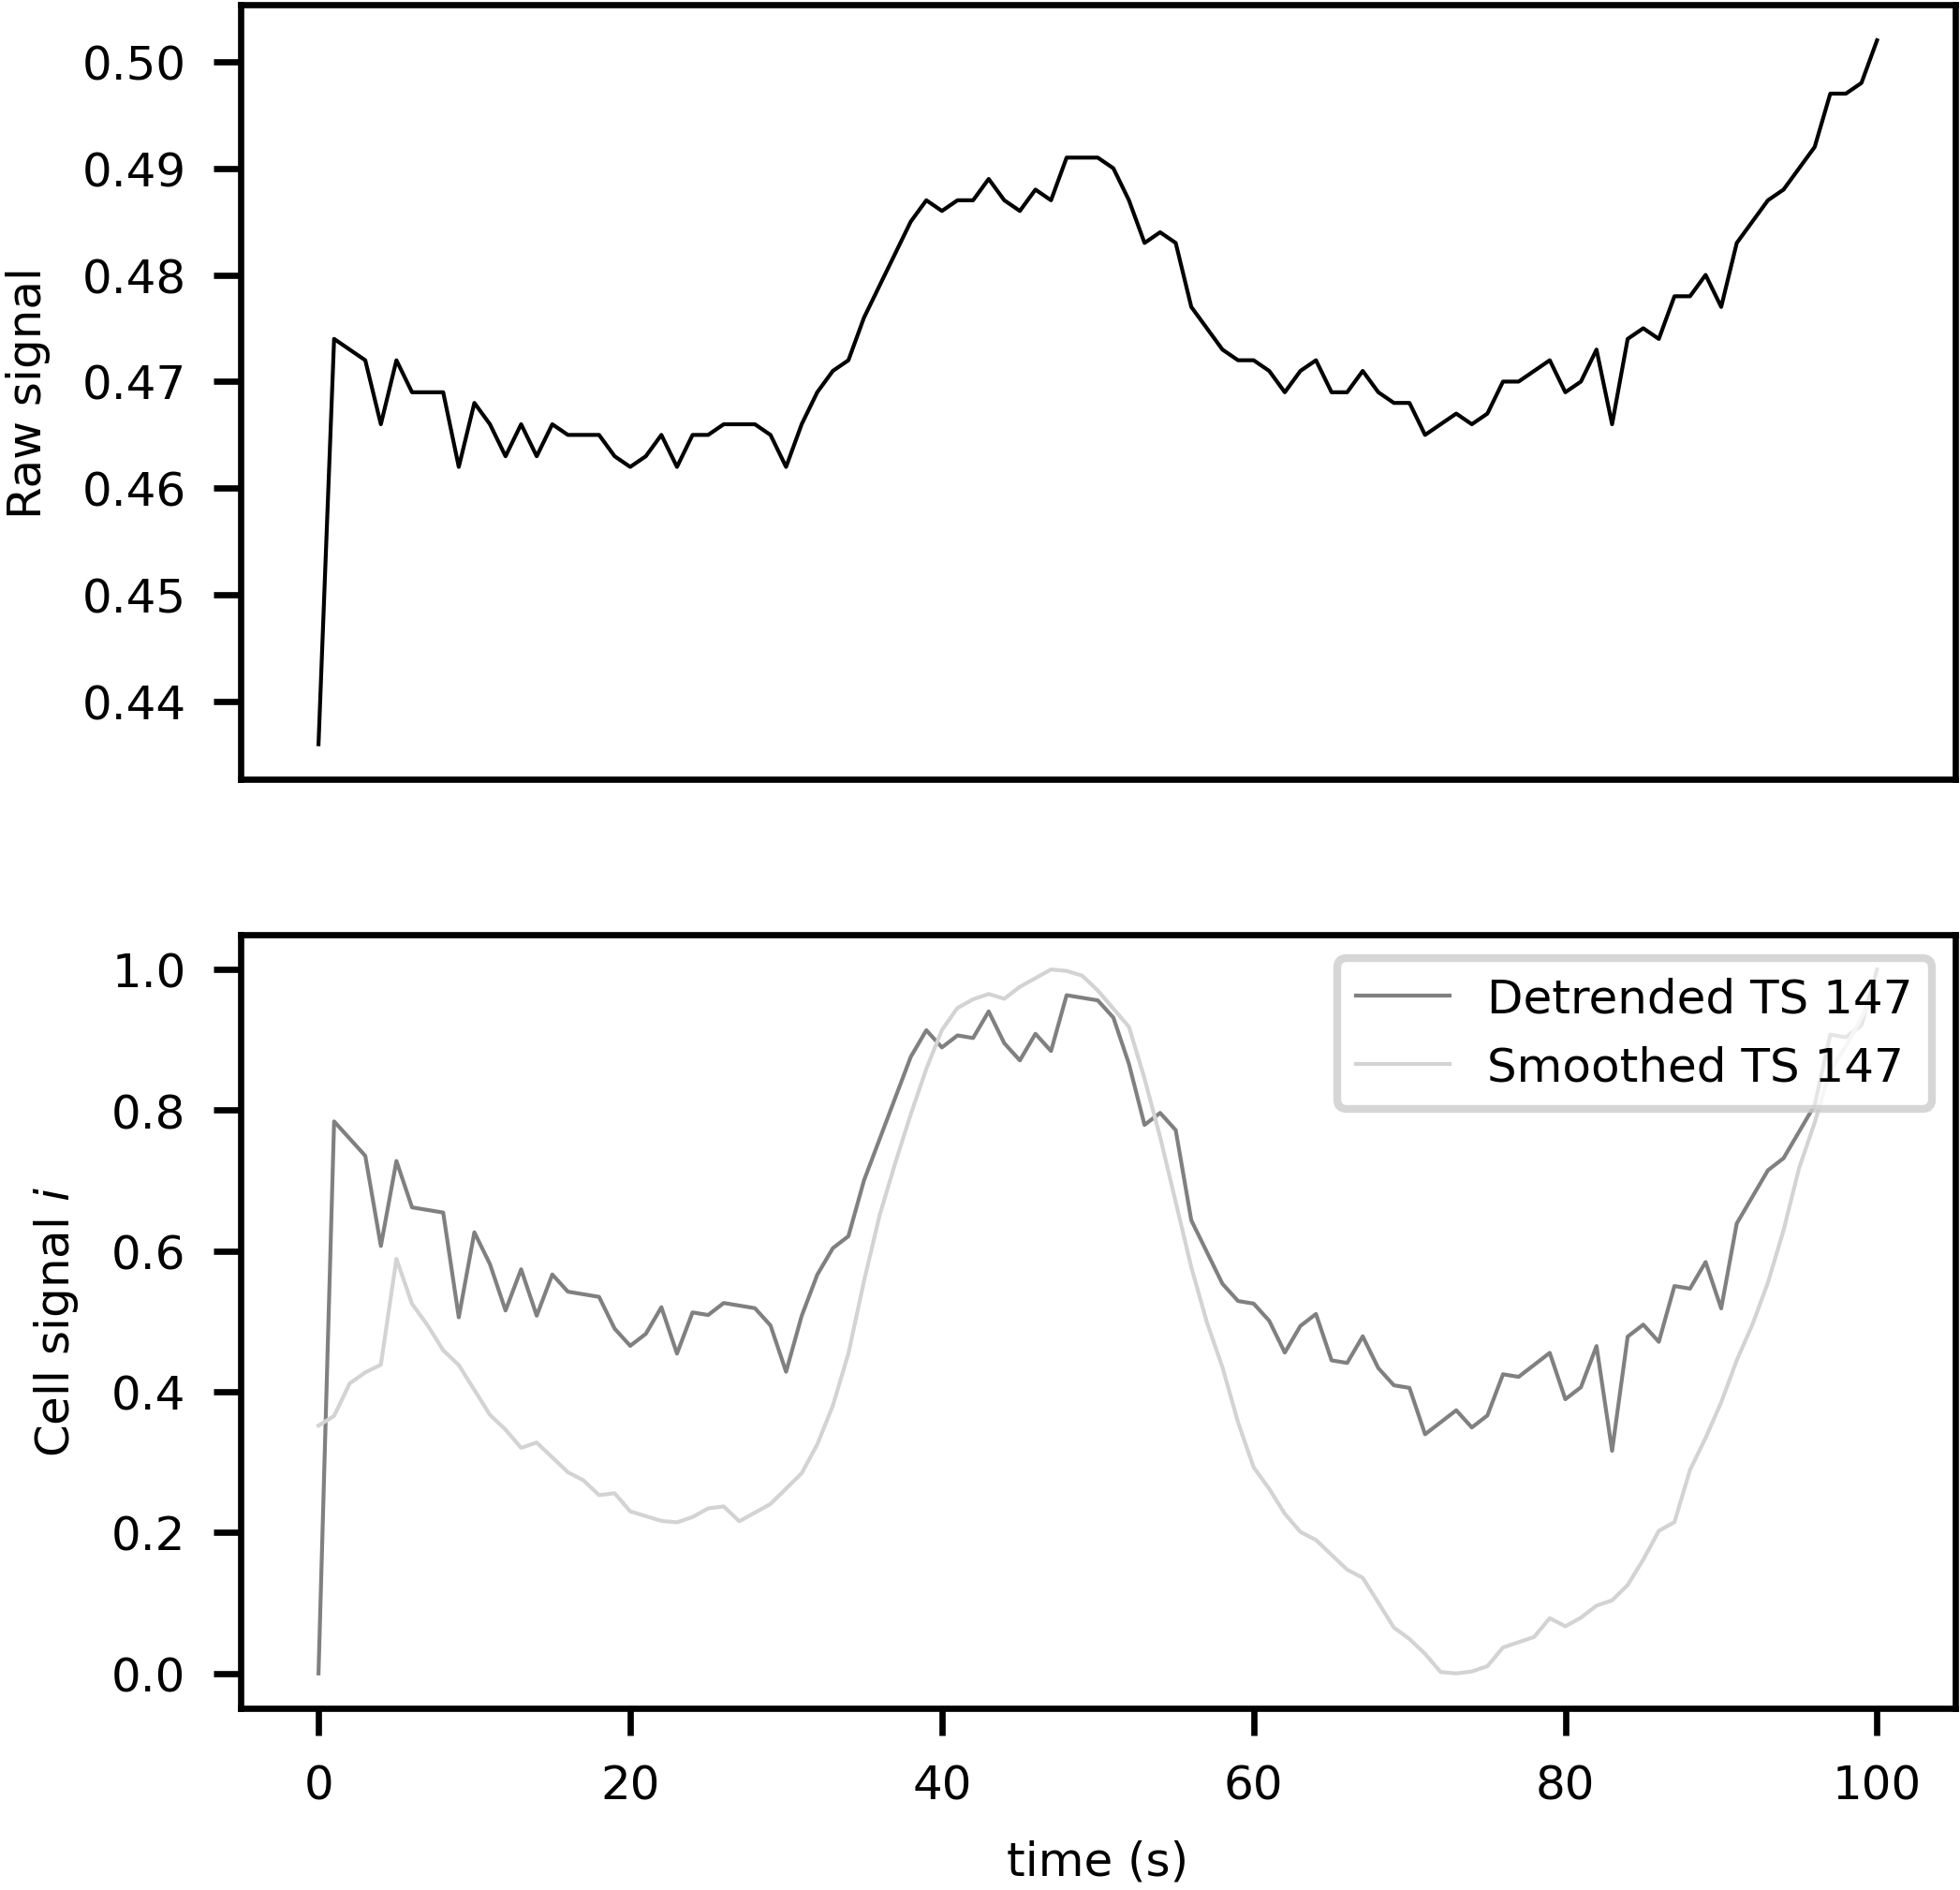 Raw signal
0.50
0.49
0.48
0.47
0.46
0.45
0.44
Cell signal i
1.0
0.8
0.6
0.4
0.2
0.0
Detrended TS 147
Smoothed TS 147
0 20 40 60 80 100
time (s)